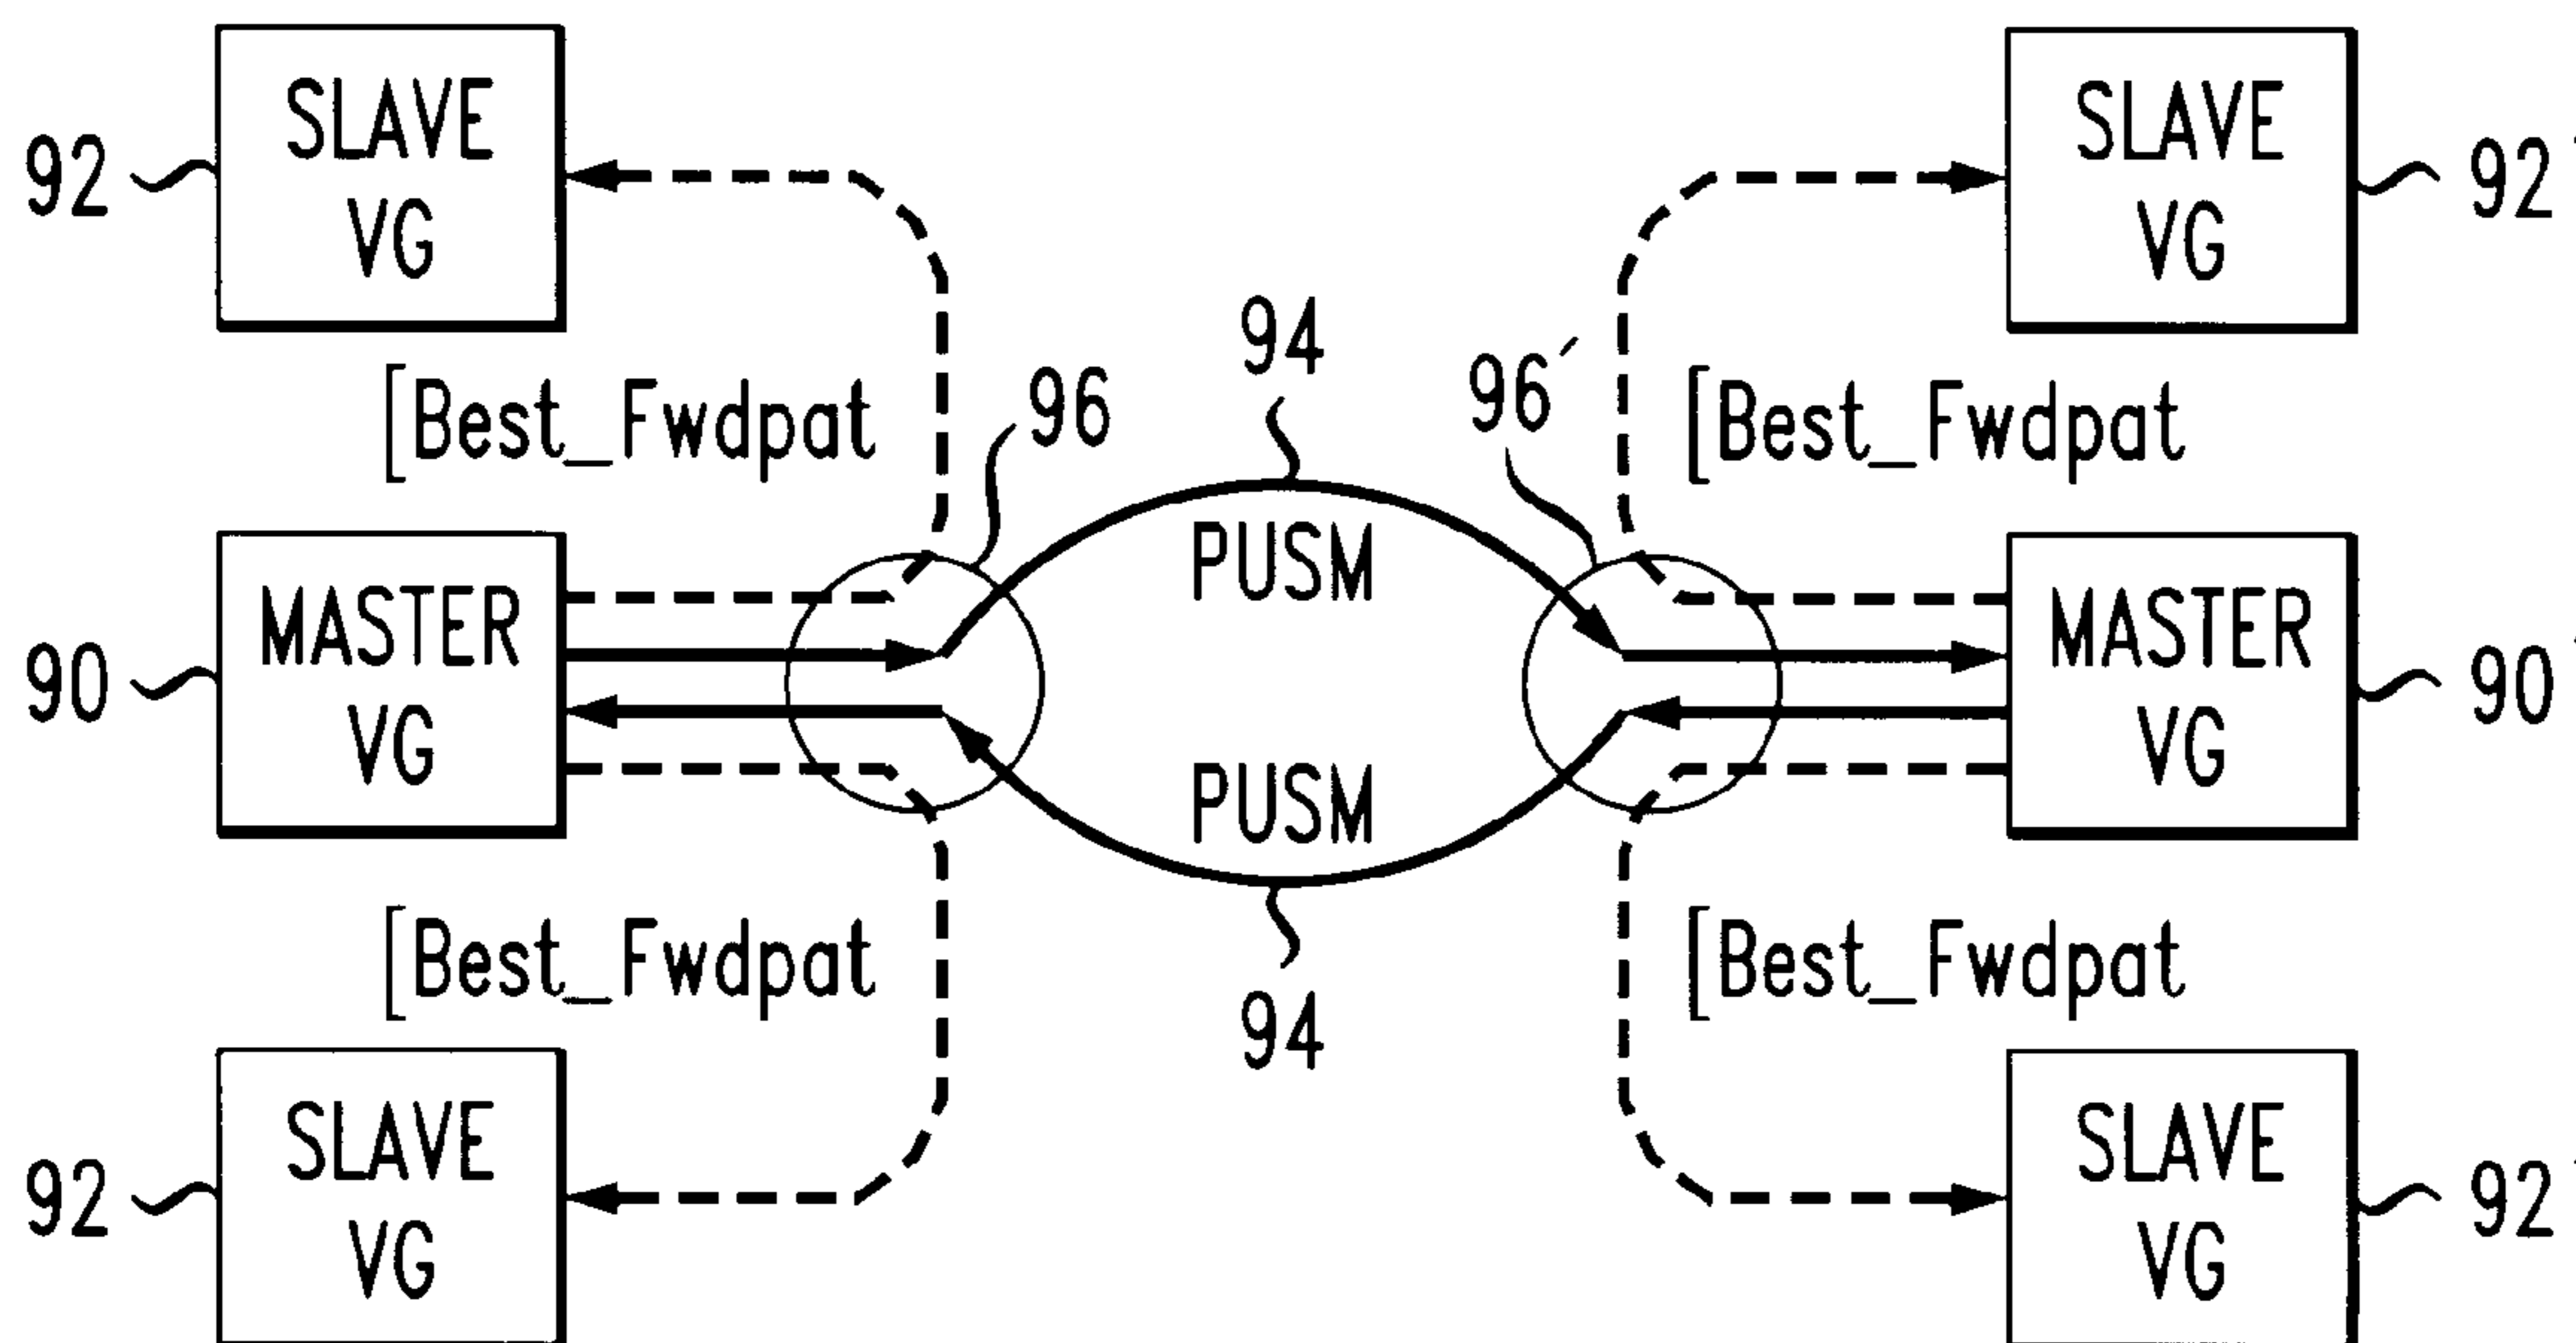 SLAVE
VG
92
SLAVE
VG
92
94
96
96´
[Best_Fwdpat
[Best_Fwdpat
PUSM
MASTER
VG
90
MASTER
VG
90
PUSM
[Best_Fwdpat
[Best_Fwdpat
94
SLAVE
VG
92
SLAVE
VG
92